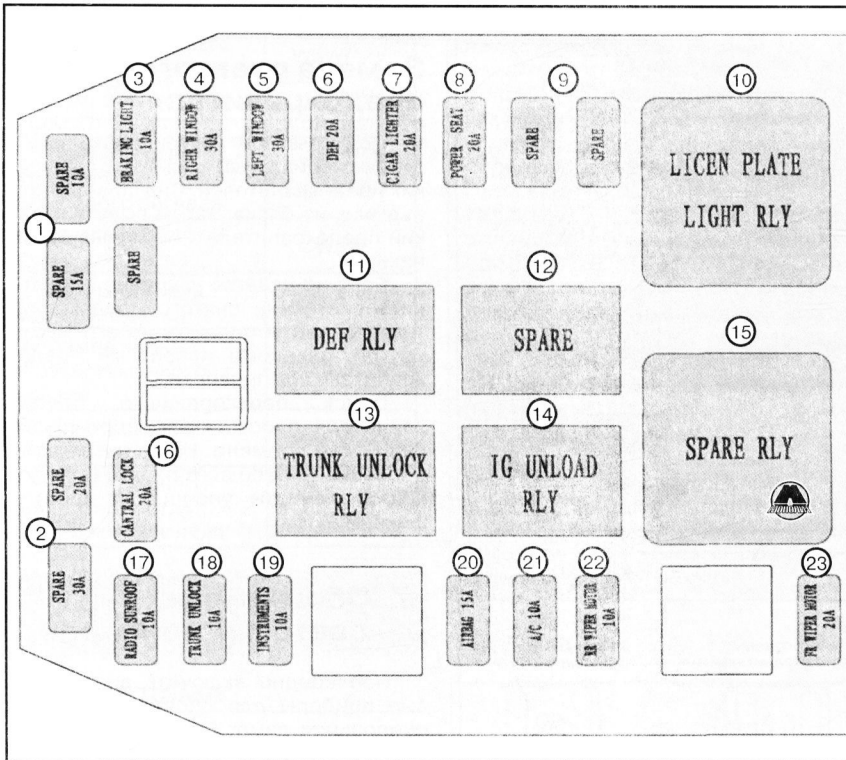 3
4
5
6
7
8
9
10
BRAKING LIGHT
10A
RIGHT WINDOW
30A
LEFT WINDOW
30A
DEF 20A
CIGAR LIGHTER
20A
POWER SEAT
20A
SPARE
SPARE
LICEN PLATE
LIGHT RLY
SPARE
10A
1
SPARE
15A
SPARE
11
DEF RLY
12
SPARE
15
SPARE RLY
13
TRUNK UNLOCK
RLY
14
IG UNLOAD
RLY
16
CANTRAL LOCK
20A
SPARE
20A
2
SPARE
30A
17
RADIO SUNROOF
10A
18
TRUNK UNLOCK
10A
19
INSTRUMENTS
10A
20
AIRBAG 15A
21
A/C 10A
22
RR WIPER MOTOR
10A
23
FR WIPER MOTOR
20A